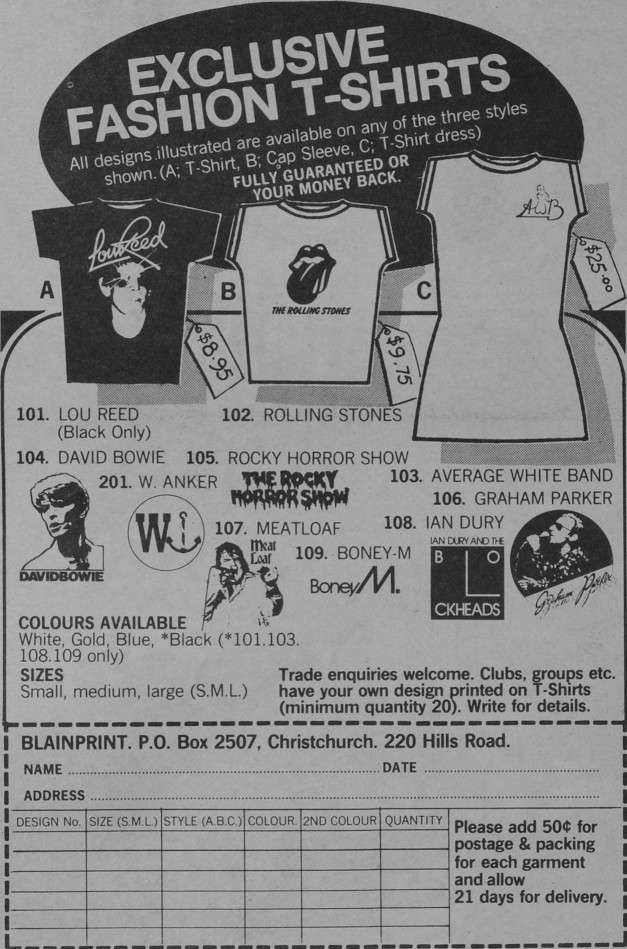 EXCLUSIVE
FASHION T-SHIRTS
All designs illustrated are available on any of the three styles
shown. (A; T-Shirt, B; Cap Sleeve, C; T-Shirt dress)
FULLY GUARANTEED OR
YOUR MONEY BACK.
Lou Reed
AWB
THE ROLLING STONES
A
B
C
$8.95
$9.75
$25.00
101. LOU REED
(Black Only)
102. ROLLING STONES
104. DAVID BOWIE
105. ROCKY HORROR SHOW
103. AVERAGE WHITE BAND
201. W. ANKER
THE ROCKY
HORROR SHOW
106. GRAHAM PARKER
W
107. MEATLOAF
108. IAN DURY
Meat
Loaf
109. BONEY-M
IAN DURY AND THE
B L O
CKHEADS
Boney M.
Graham Parker
DAVIDBOWIE
COLOURS AVAILABLE
White, Gold, Blue, *Black (*101.103.
108.109 only)
SIZES
Small, medium, large (S.M.L.)
Trade enquiries welcome. Clubs, groups etc.
have your own design printed on T-Shirts
(minimum quantity 20). Write for details.
BLAINPRINT. P.O. Box 2507, Christchurch. 220 Hills Road.
NAME DATE
ADDRESS
DESIGN No. SIZE (S.M.L.) STYLE (A.B.C.) COLOUR. 2ND COLOUR QUANTITY
Please add 50¢ for
postage & packing
for each garment
and allow
21 days for delivery.